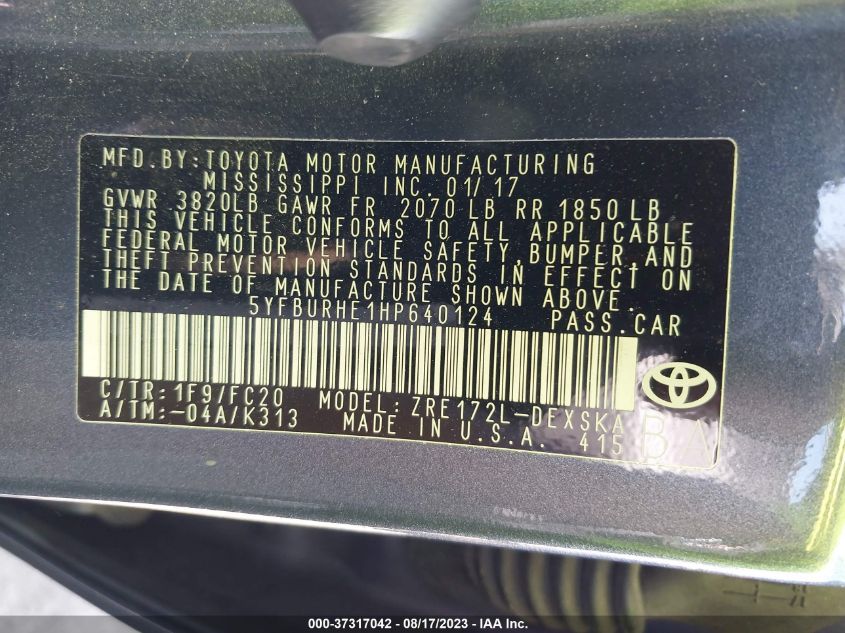 MFD.BY:TOYOTA MOTOR MANUFACTURING
MISSISSIPPI INC. 01/17
GVWR 3820LB GAWR FR 2070 LB RR 1850 LB
THIS VEHICLE CONFORMS TO ALL APPLICABLE
FEDERAL MOTOR VEHICLE SAFETY,BUMPER,AND
THEFT PREVENTION STANDARDS IN EFFECT ON
THE DATE OF MANUFACTURE SHOWN ABOVE.
5YFBURHE1HP640124 PASS.CAR
C/TR:1F9/FC20 MODEL:ZRE172L-DEXSKA
A/TM:-04A/K313 MADE IN U.S.A. 415
BA
000-37317042 - 08/17/2023 - IAA Inc.